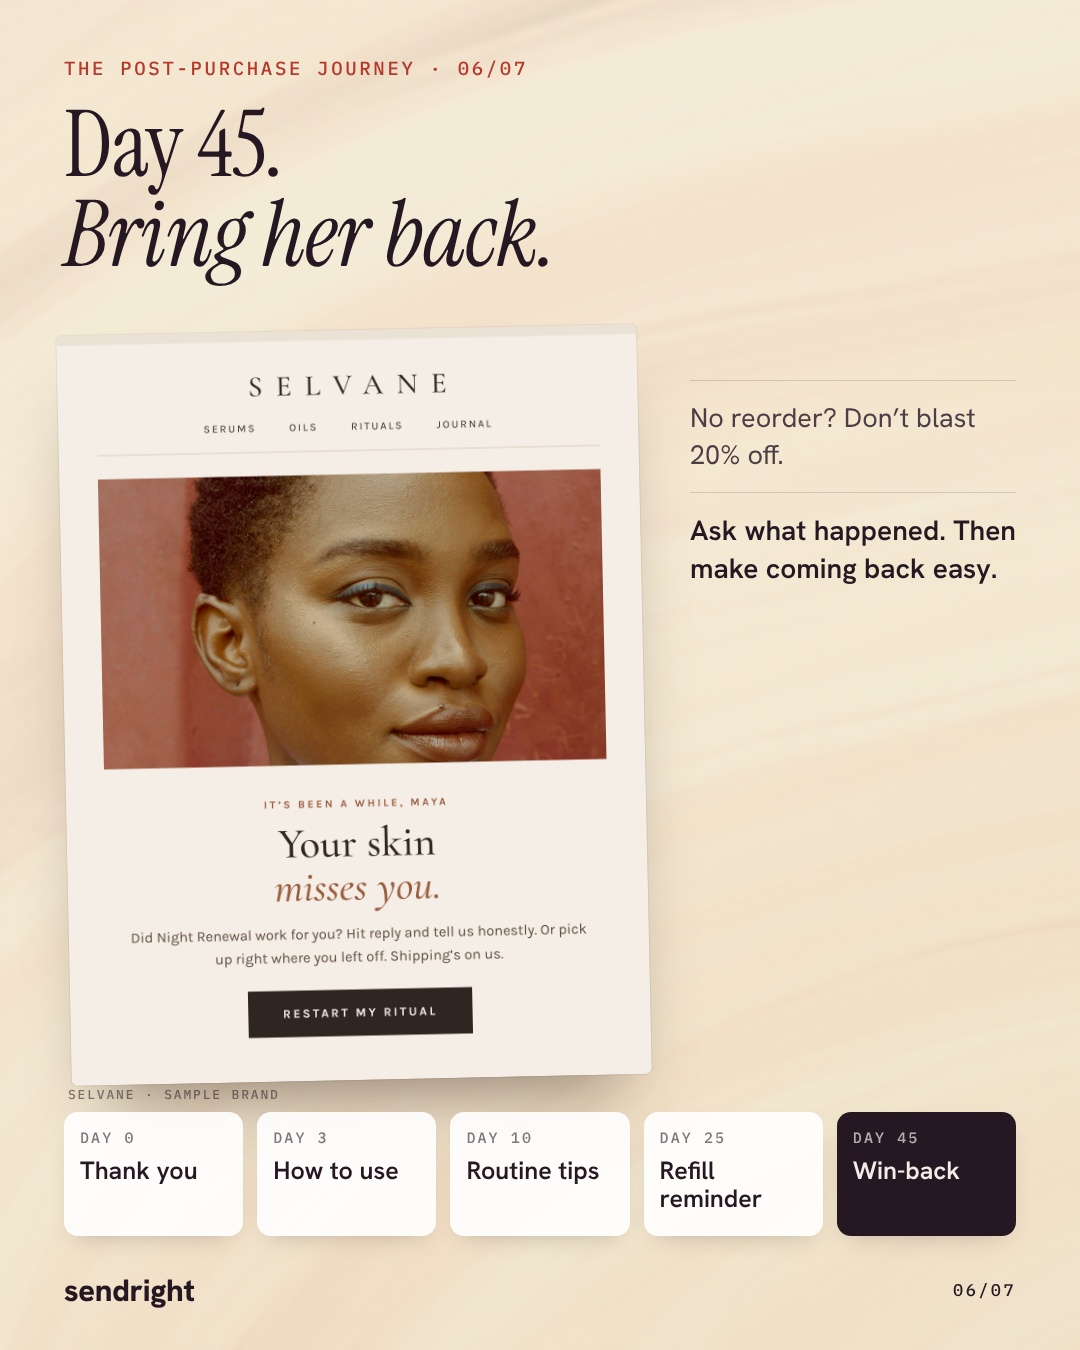 THE POST-PURCHASE JOURNEY · 06/07
Day 45.
Bring her back.
SELVANE
SERUMS OILS RITUALS JOURNAL
IT'S BEEN A WHILE, MAYA
Your skin
misses you.
Did Night Renewal work for you? Hit reply and tell us honestly. Or pick
up right where you left off. Shipping's on us.
RESTART MY RITUAL
No reorder? Don’t blast
20% off.
Ask what happened. Then
make coming back easy.
SELVANE · SAMPLE BRAND
DAY 0
Thank you
DAY 3
How to use
DAY 10
Routine tips
DAY 25
Refill
reminder
DAY 45
Win-back
sendright
06/07